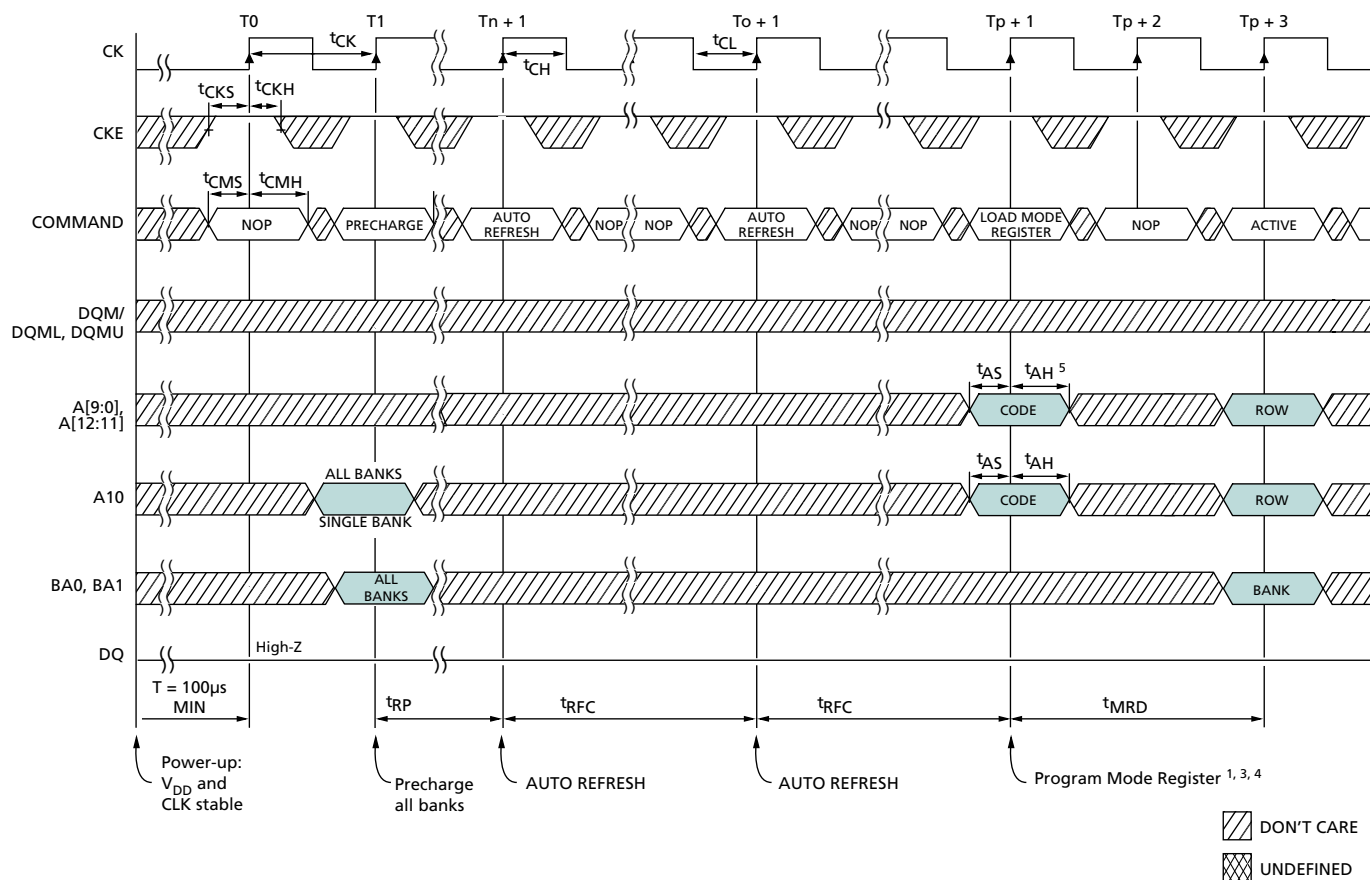 T0 T1 Tn + 1 To + 1 Tp + 1 Tp + 2 Tp + 3
CK tCK tCH tCL
tCKS tCKH
CKE
tCMS tCMH
COMMAND NOP PRECHARGE AUTO REFRESH NOP NOP AUTO REFRESH NOP NOP LOAD MODE REGISTER NOP ACTIVE
DQM/
DQML, DQMU
tAS tAH 5
A[9:0],
A[12:11] CODE ROW
ALL BANKS tAS tAH
A10 CODE ROW
SINGLE BANK
BA0, BA1 ALL BANKS BANK
DQ High-Z
T = 100µs
MIN tRP tRFC tRFC tMRD
Power-up:
VDD and
CLK stable
Precharge
all banks
AUTO REFRESH
AUTO REFRESH
Program Mode Register 1, 3, 4
DON'T CARE
UNDEFINED